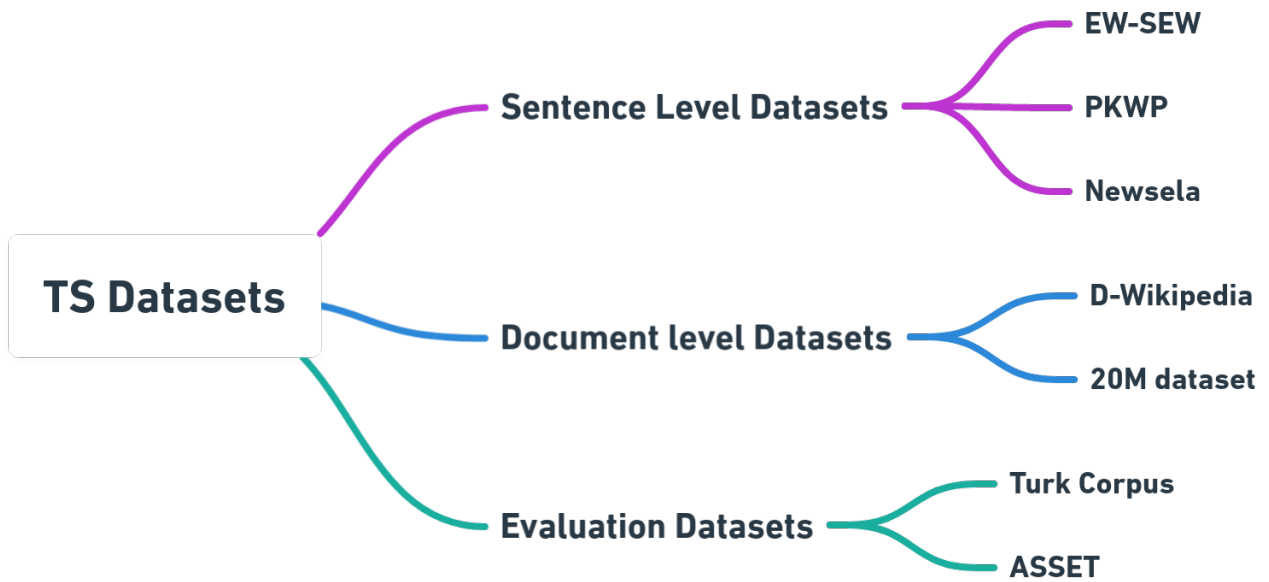 TS Datasets
Sentence Level Datasets
EW-SEW
PKWP
Newsela
Document level Datasets
D-Wikipedia
20M dataset
Evaluation Datasets
Turk Corpus
ASSET